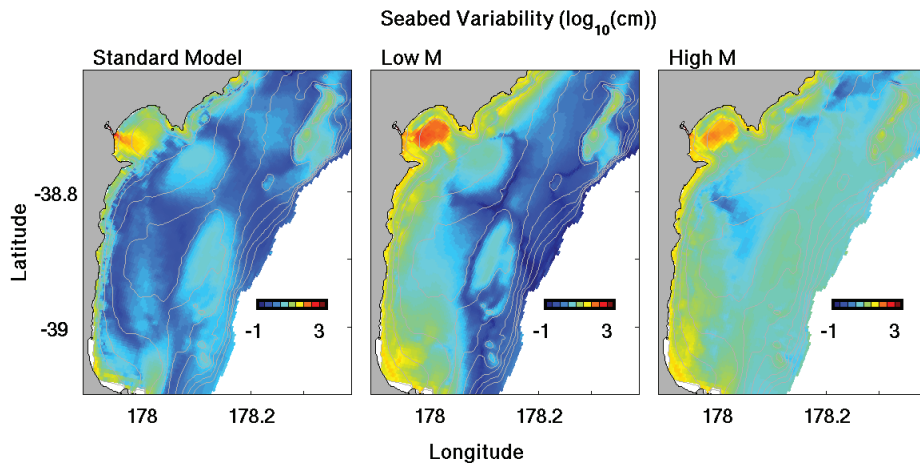 Seabed Variability (log10(cm))
Standard Model
Low M
High M
Latitude
-38.8
-39
-1 3
-1 3
-1 3
178 178.2
178 178.2
178 178.2
Longitude